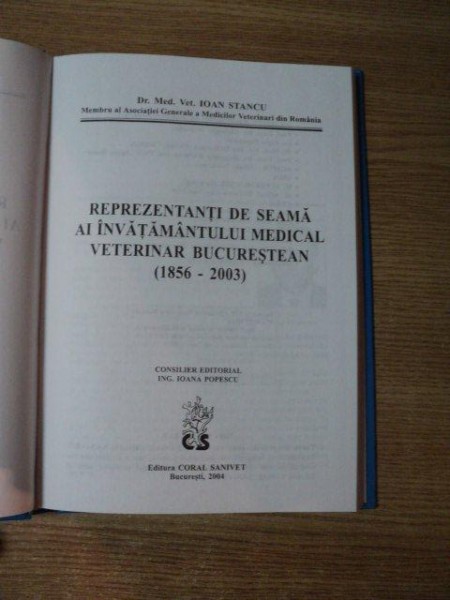 Dr. Med. Vet. IOAN STANCU
Membru al Asociației Generale a Medicilor Veterinari din România
REPREZENTANȚI DE SEAMĂ
AI ÎNVĂȚĂMÂNTULUI MEDICAL
VETERINAR BUCUREȘTEAN
(1856 - 2003)
CONSILIER EDITORIAL
ING. IOANA POPESCU
CS
Editura CORAL SANIVET
București, 2004